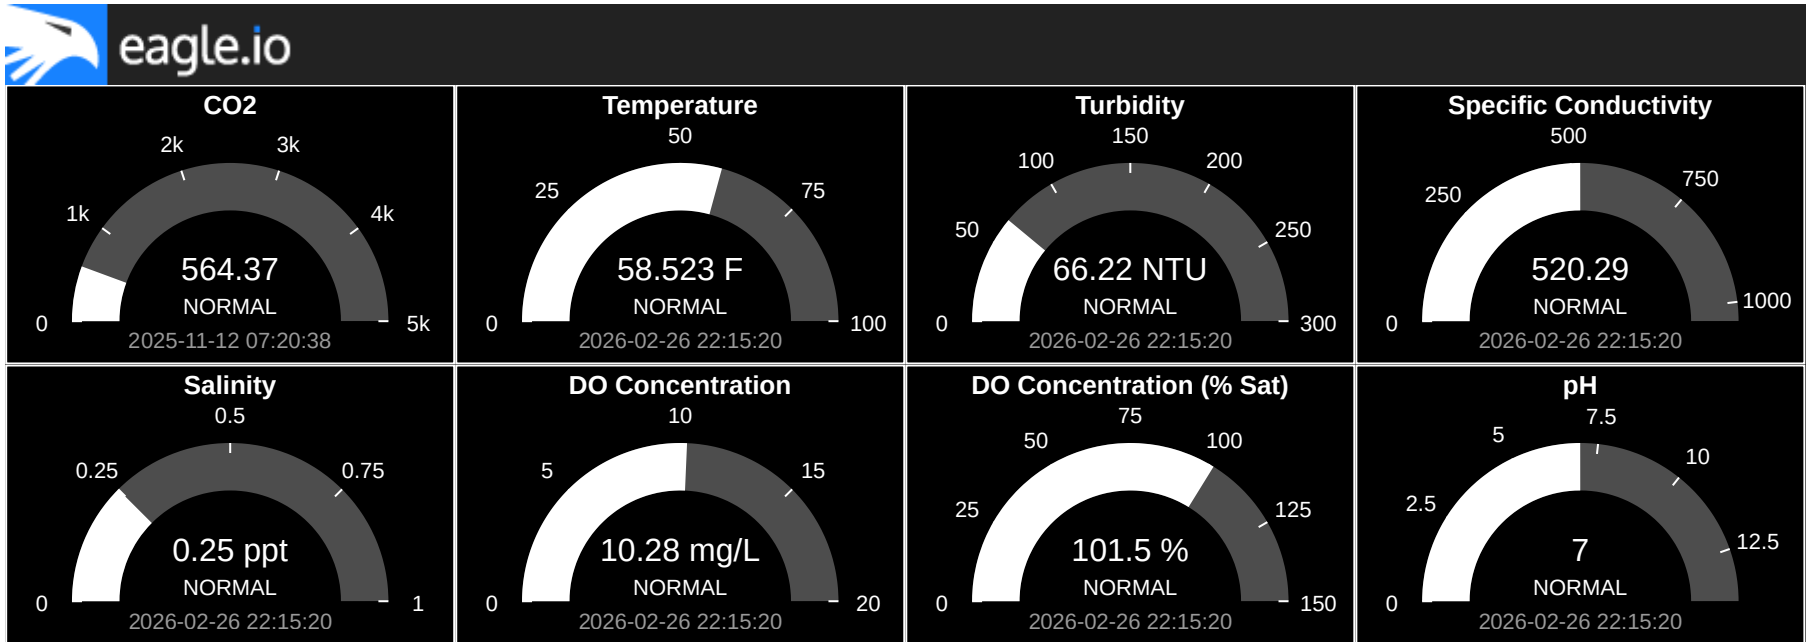 eagle.io
CO2
0
1k
2k
3k
4k
5k
564.37
NORMAL
2025-11-12 07:20:38
Temperature
0
25
50
75
100
58.523 F
NORMAL
2026-02-26 22:15:20
Turbidity
0
50
100
150
200
250
300
66.22 NTU
NORMAL
2026-02-26 22:15:20
Specific Conductivity
0
250
500
750
1000
520.29
NORMAL
2026-02-26 22:15:20
Salinity
0
0.25
0.5
0.75
1
0.25 ppt
NORMAL
2026-02-26 22:15:20
DO Concentration
0
5
10
15
20
10.28 mg/L
NORMAL
2026-02-26 22:15:20
DO Concentration (% Sat)
0
25
50
75
100
125
150
101.5 %
NORMAL
2026-02-26 22:15:20
pH
0
2.5
5
7.5
10
12.5
7
NORMAL
2026-02-26 22:15:20